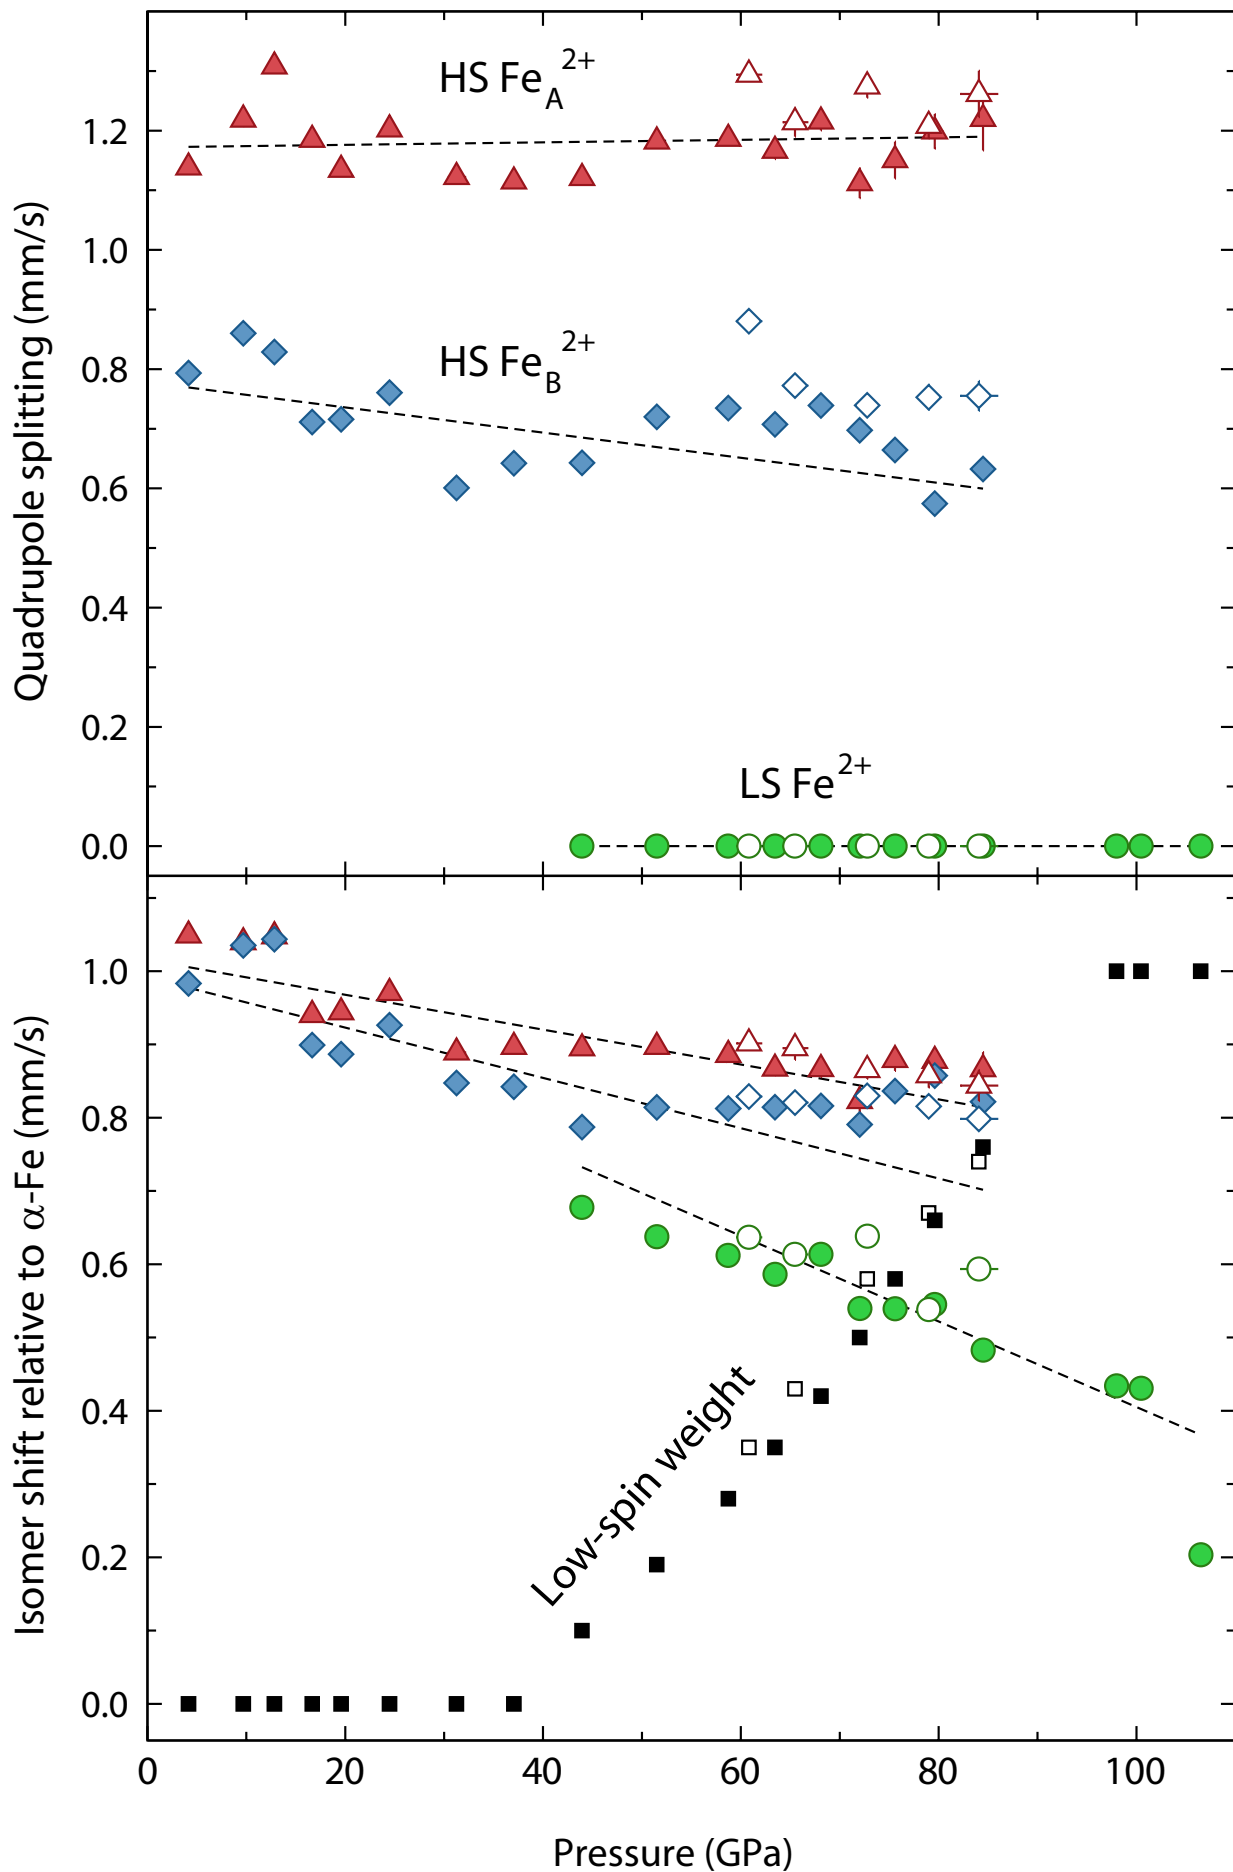 Quadrupole splitting (mm/s)
1.2
1.0
0.8
0.6
0.4
0.2
0.0
HS Fe_A^2+
HS Fe_B^2+
LS Fe^2+
Isomer shift relative to α-Fe (mm/s)
1.0
0.8
0.6
0.4
0.2
0.0
Low-spin weight
0 20 40 60 80 100
Pressure (GPa)